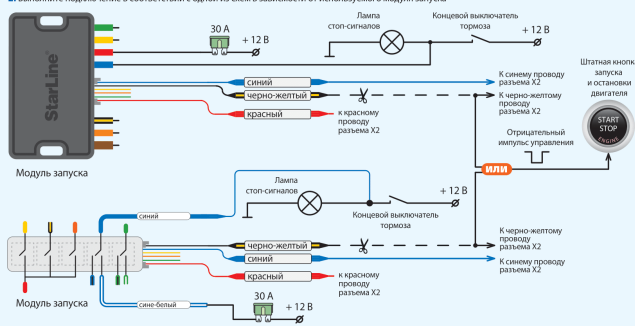 2. Выполните подключение в соответствии с одной из схем в зависимости от используемого модуля запуска
30 А
+ 12 В
Лампа
стоп-сигналов
Концевой выключатель
тормоза
+ 12 В
StarLine
синий
черно-желтый
красный
к красному
проводу
разъема X2
К синему проводу
разъема X2
К черно-желтому
проводу
разъема X2
Штатная кнопка
запуска
и остановки
двигателя
START
STOP
ENGINE
Отрицательный
импульс управления
ИЛИ
Модуль запуска
синий
Лампа
стоп-сигналов
+ 12 В
Концевой выключатель
тормоза
черно-желтый
синий
красный
к красному
проводу
разъема X2
К черно-желтому
проводу
разъема X2
К синему проводу
разъема X2
Модуль запуска
сине-белый
30 А
+ 12 В